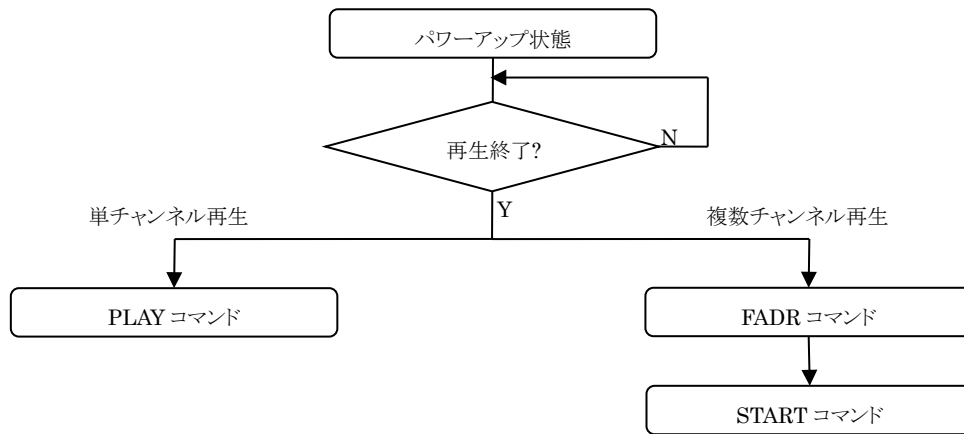 パワーアップ状態
再生終了?
N
Y
単チャンネル再生
複数チャンネル再生
PLAY コマンド
FADR コマンド
START コマンド